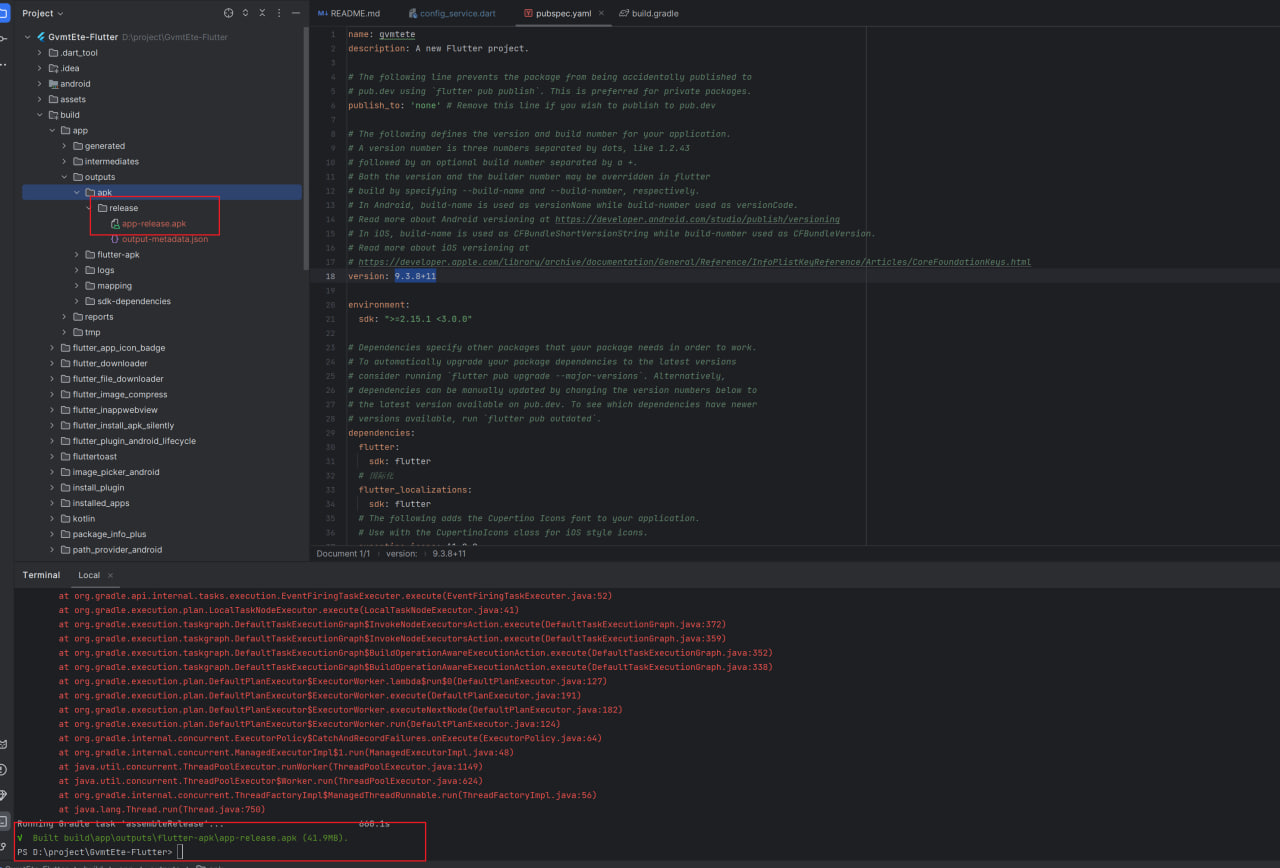 Project
GvmtEte-Flutter D:\project\GvmtEte-Flutter
.dart_tool
.idea
android
assets
build
app
generated
intermediates
outputs
apk
release
app-release.apk
output-metadata.json
flutter-apk
logs
mapping
sdk-dependencies
reports
tmp
flutter_app_icon_badge
flutter_downloader
flutter_file_downloader
flutter_image_compress
flutter_inappwebview
flutter_install_apk_silently
flutter_plugin_android_lifecycle
fluttertoast
image_picker_android
install_plugin
installed_apps
kotlin
package_info_plus
path_provider_android
README.md config_service.dart pubspec.yaml build.gradle
1 name: gvmtete
2 description: A new Flutter project.
3
4 # The following line prevents the package from being accidentally published to
5 # pub.dev using `flutter pub publish`. This is preferred for private packages.
6 publish_to: 'none' # Remove this line if you wish to publish to pub.dev
7
8 # The following defines the version and build number for your application.
9 # A version number is three numbers separated by dots, like 1.2.43
10 # followed by an optional build number separated by a +.
11 # Both the version and the builder number may be overridden in flutter
12 # build by specifying --build-name and --build-number, respectively.
13 # In Android, build-name is used as versionName while build-number used as versionCode.
14 # Read more about Android versioning at https://developer.android.com/studio/publish/versioning
15 # In iOS, build-name is used as CFBundleShortVersionString while build-number used as CFBundleVersion.
16 # Read more about iOS versioning at
17 # https://developer.apple.com/library/archive/documentation/General/Reference/InfoPlistKeyReference/Articles/CoreFoundationKeys.html
18 version: 9.3.8+11
19
20 environment:
21 sdk: ">=2.15.1 <3.0.0"
22
23 # Dependencies specify other packages that your package needs in order to work.
24 # To automatically upgrade your package dependencies to the latest versions
25 # consider running `flutter pub upgrade --major-versions`. Alternatively,
26 # dependencies can be manually updated by changing the version numbers below to
27 # the latest version available on pub.dev. To see which dependencies have newer
28 # versions available, run `flutter pub outdated`.
29 dependencies:
30 flutter:
31 sdk: flutter
32 # 国际化
33 flutter_localizations:
34 sdk: flutter
35 # The following adds the Cupertino Icons font to your application.
36 # Use with the CupertinoIcons class for iOS style icons.
Document 1/1 › version: › 9.3.8+11
Terminal Local
at org.gradle.api.internal.tasks.execution.EventFiringTaskExecuter.execute(EventFiringTaskExecuter.java:52)
at org.gradle.execution.plan.LocalTaskNodeExecutor.execute(LocalTaskNodeExecutor.java:41)
at org.gradle.execution.taskgraph.DefaultTaskExecutionGraph$InvokeNodeExecutorsAction.execute(DefaultTaskExecutionGraph.java:372)
at org.gradle.execution.taskgraph.DefaultTaskExecutionGraph$InvokeNodeExecutorsAction.execute(DefaultTaskExecutionGraph.java:359)
at org.gradle.execution.taskgraph.DefaultTaskExecutionGraph$BuildOperationAwareExecutionAction.execute(DefaultTaskExecutionGraph.java:352)
at org.gradle.execution.taskgraph.DefaultTaskExecutionGraph$BuildOperationAwareExecutionAction.execute(DefaultTaskExecutionGraph.java:338)
at org.gradle.execution.plan.DefaultPlanExecutor$ExecutorWorker.lambda$run$0(DefaultPlanExecutor.java:127)
at org.gradle.execution.plan.DefaultPlanExecutor$ExecutorWorker.execute(DefaultPlanExecutor.java:191)
at org.gradle.execution.plan.DefaultPlanExecutor$ExecutorWorker.executeNextNode(DefaultPlanExecutor.java:182)
at org.gradle.execution.plan.DefaultPlanExecutor$ExecutorWorker.run(DefaultPlanExecutor.java:124)
at org.gradle.internal.concurrent.ExecutorPolicy$CatchAndRecordFailures.onExecute(ExecutorPolicy.java:64)
at org.gradle.internal.concurrent.ManagedExecutorImpl$1.run(ManagedExecutorImpl.java:48)
at java.util.concurrent.ThreadPoolExecutor.runWorker(ThreadPoolExecutor.java:1149)
at java.util.concurrent.ThreadPoolExecutor$Worker.run(ThreadPoolExecutor.java:624)
at org.gradle.internal.concurrent.ThreadFactoryImpl$ManagedThreadRunnable.run(ThreadFactoryImpl.java:56)
at java.lang.Thread.run(Thread.java:750)
Running Gradle task 'assembleRelease'... 668.1s
√ Built build\app\outputs\flutter-apk\app-release.apk (41.9MB).
PS D:\project\GvmtEte-Flutter>